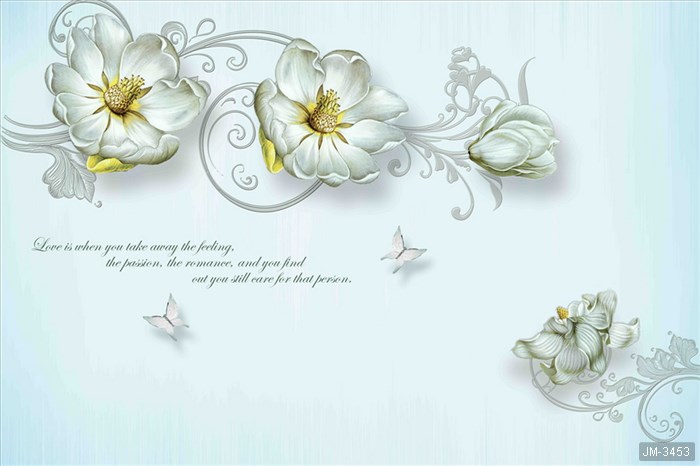 Love is when you take away the feeling,
the passion, the romance, and you find
out you still care for that person.
JM-3453